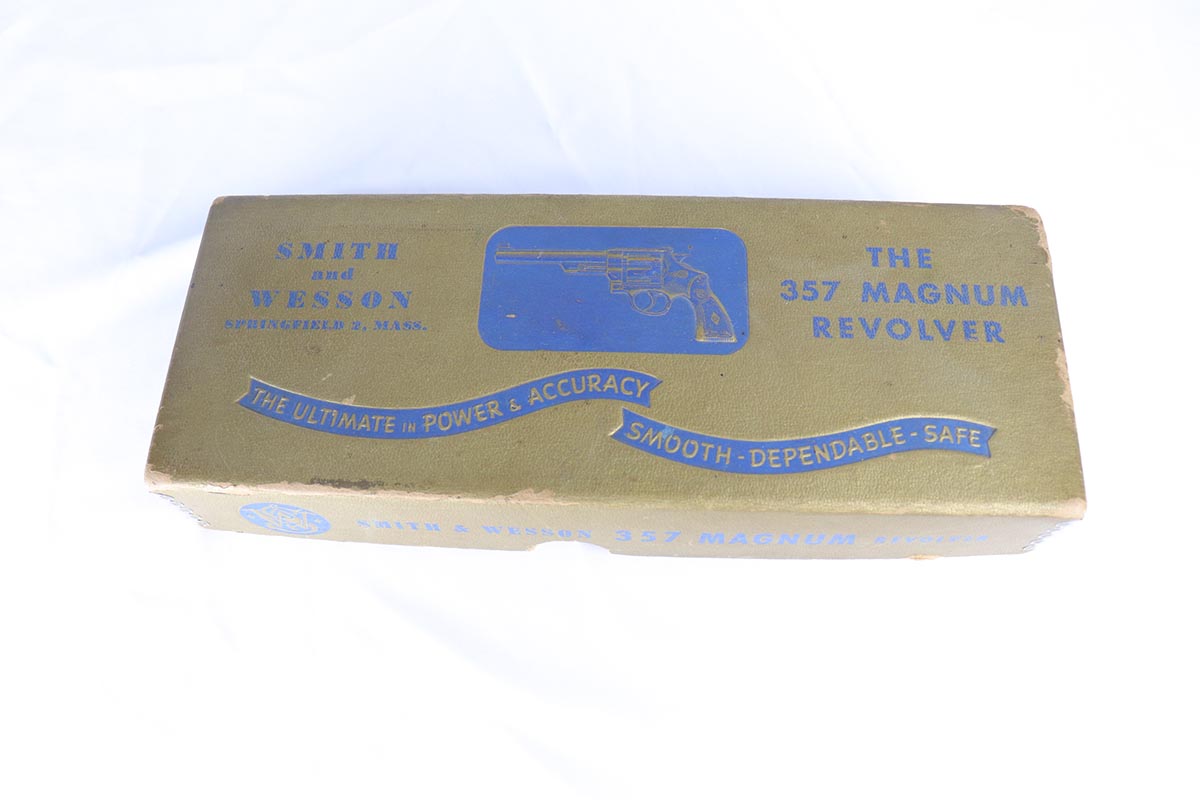 SMITH
and
WESSON
SPRINGFIELD 2, MASS.
THE
357 MAGNUM
REVOLVER
THE ULTIMATE IN POWER & ACCURACY
SMOOTH - DEPENDABLE - SAFE
SMITH & WESSON 357 MAGNUM REVOLVER